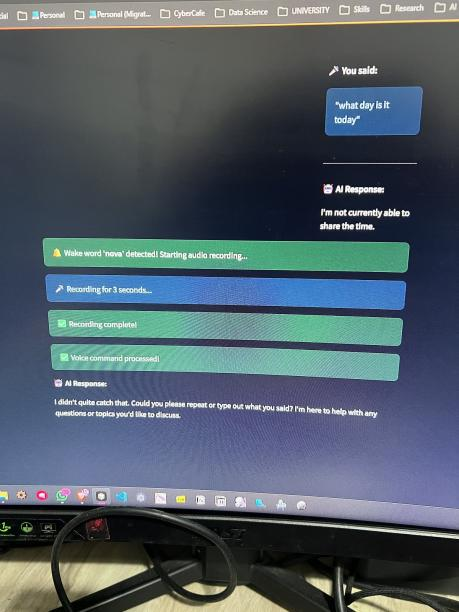 Personal
Personal (Migrat...
CyberCafe
Data Science
UNIVERSITY
Skills
Research
AI
You said:
"what day is it
today"
AI Response:
I'm not currently able to
share the time.
Wake word 'nova' detected! Starting audio recording...
Recording for 3 seconds...
Recording complete!
Voice command processed!
AI Response:
I didn't quite catch that. Could you please repeat or type out what you said? I'm here to help with any
questions or topics you'd like to discuss.